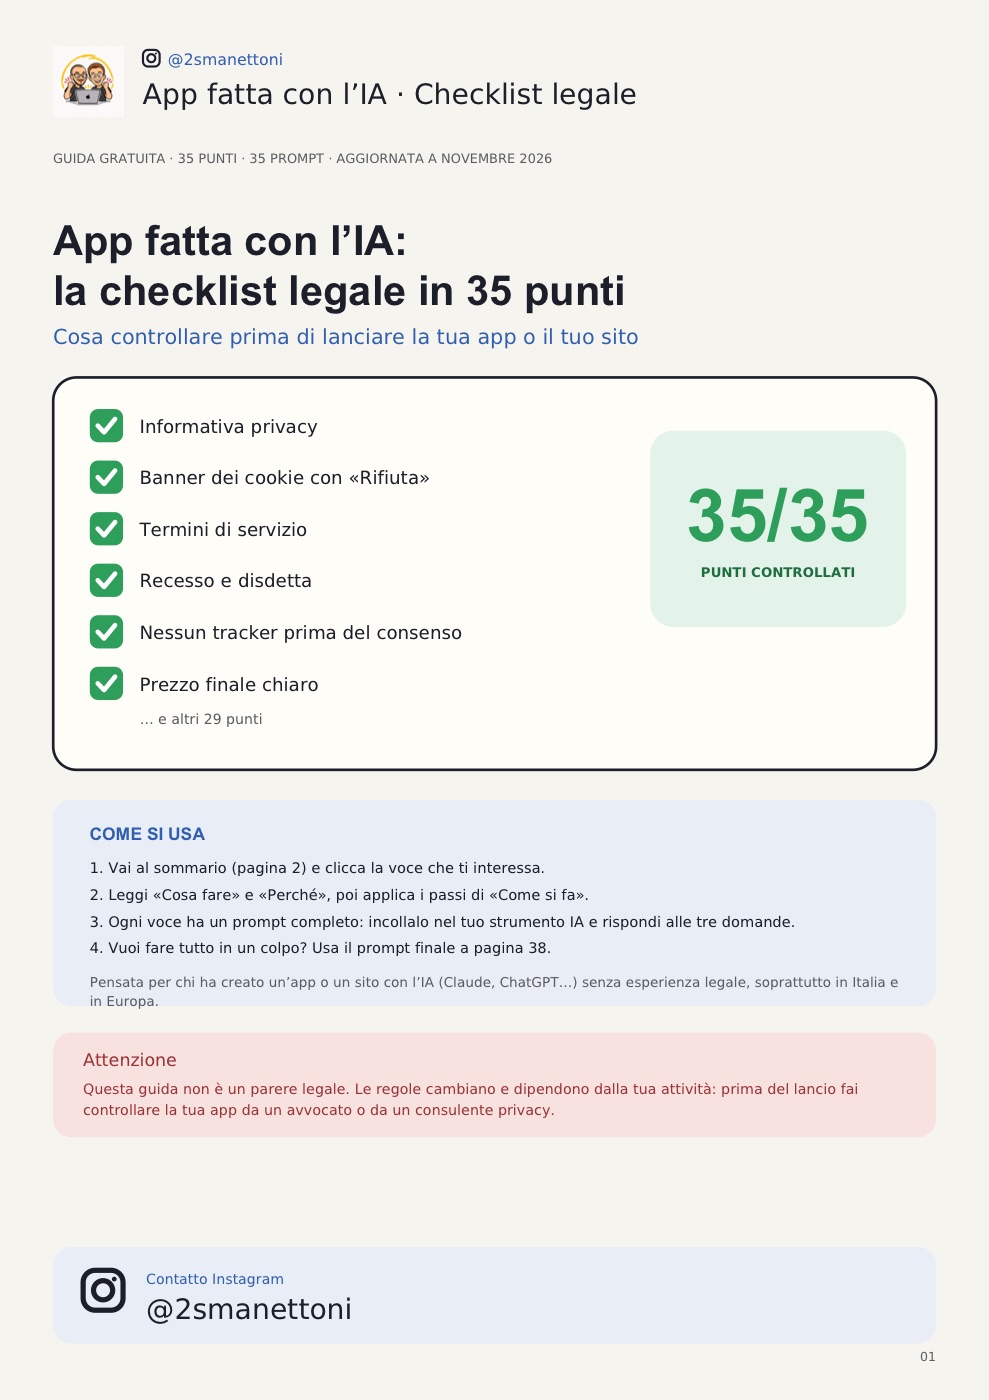 @2smanettoni
App fatta con l’IA · Checklist legale
GUIDA GRATUITA · 35 PUNTI · 35 PROMPT · AGGIORNATA A NOVEMBRE 2026
App fatta con l’IA:
la checklist legale in 35 punti
Cosa controllare prima di lanciare la tua app o il tuo sito
Informativa privacy
Banner dei cookie con «Rifiuta»
Termini di servizio
Recesso e disdetta
Nessun tracker prima del consenso
Prezzo finale chiaro
... e altri 29 punti
35/35
PUNTI CONTROLLATI
COME SI USA
1. Vai al sommario (pagina 2) e clicca la voce che ti interessa.
2. Leggi «Cosa fare» e «Perché», poi applica i passi di «Come si fa».
3. Ogni voce ha un prompt completo: incollalo nel tuo strumento IA e rispondi alle tre domande.
4. Vuoi fare tutto in un colpo? Usa il prompt finale a pagina 38.
Pensata per chi ha creato un’app o un sito con l’IA (Claude, ChatGPT...) senza esperienza legale, soprattutto in Italia e
in Europa.
Attenzione
Questa guida non è un parere legale. Le regole cambiano e dipendono dalla tua attività: prima del lancio fai
controllare la tua app da un avvocato o da un consulente privacy.
Contatto Instagram
@2smanettoni
01